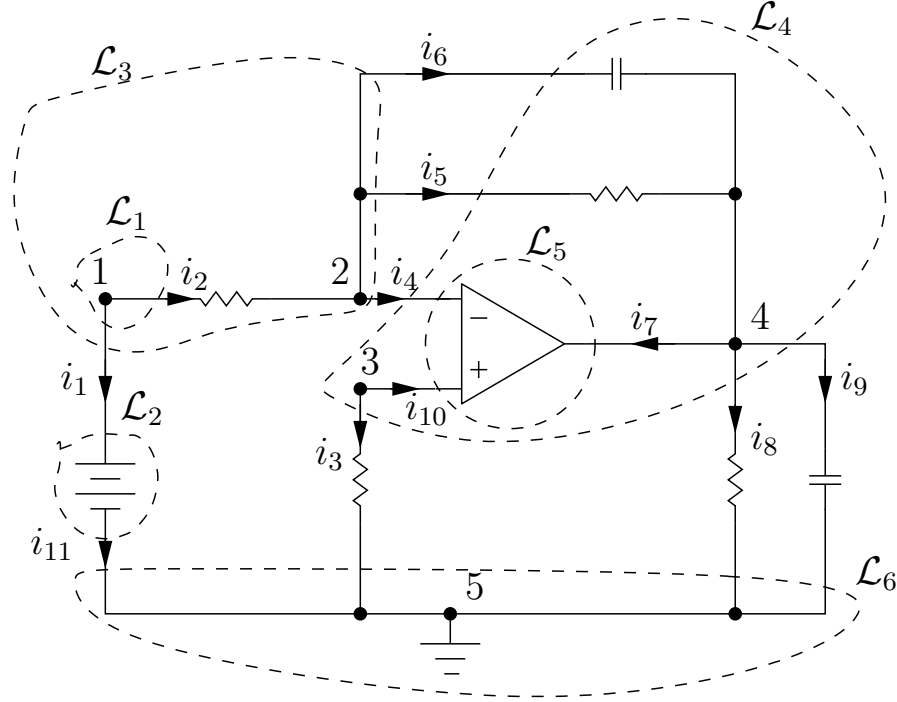 ℒ₄
ℒ₃
i₆
i₅
ℒ₁
ℒ₅
1
i₂
2
i₄
−
i₇
4
3
+
i₁
i₁₀
i₉
ℒ₂
i₃
i₈
i₁₁
5
ℒ₆